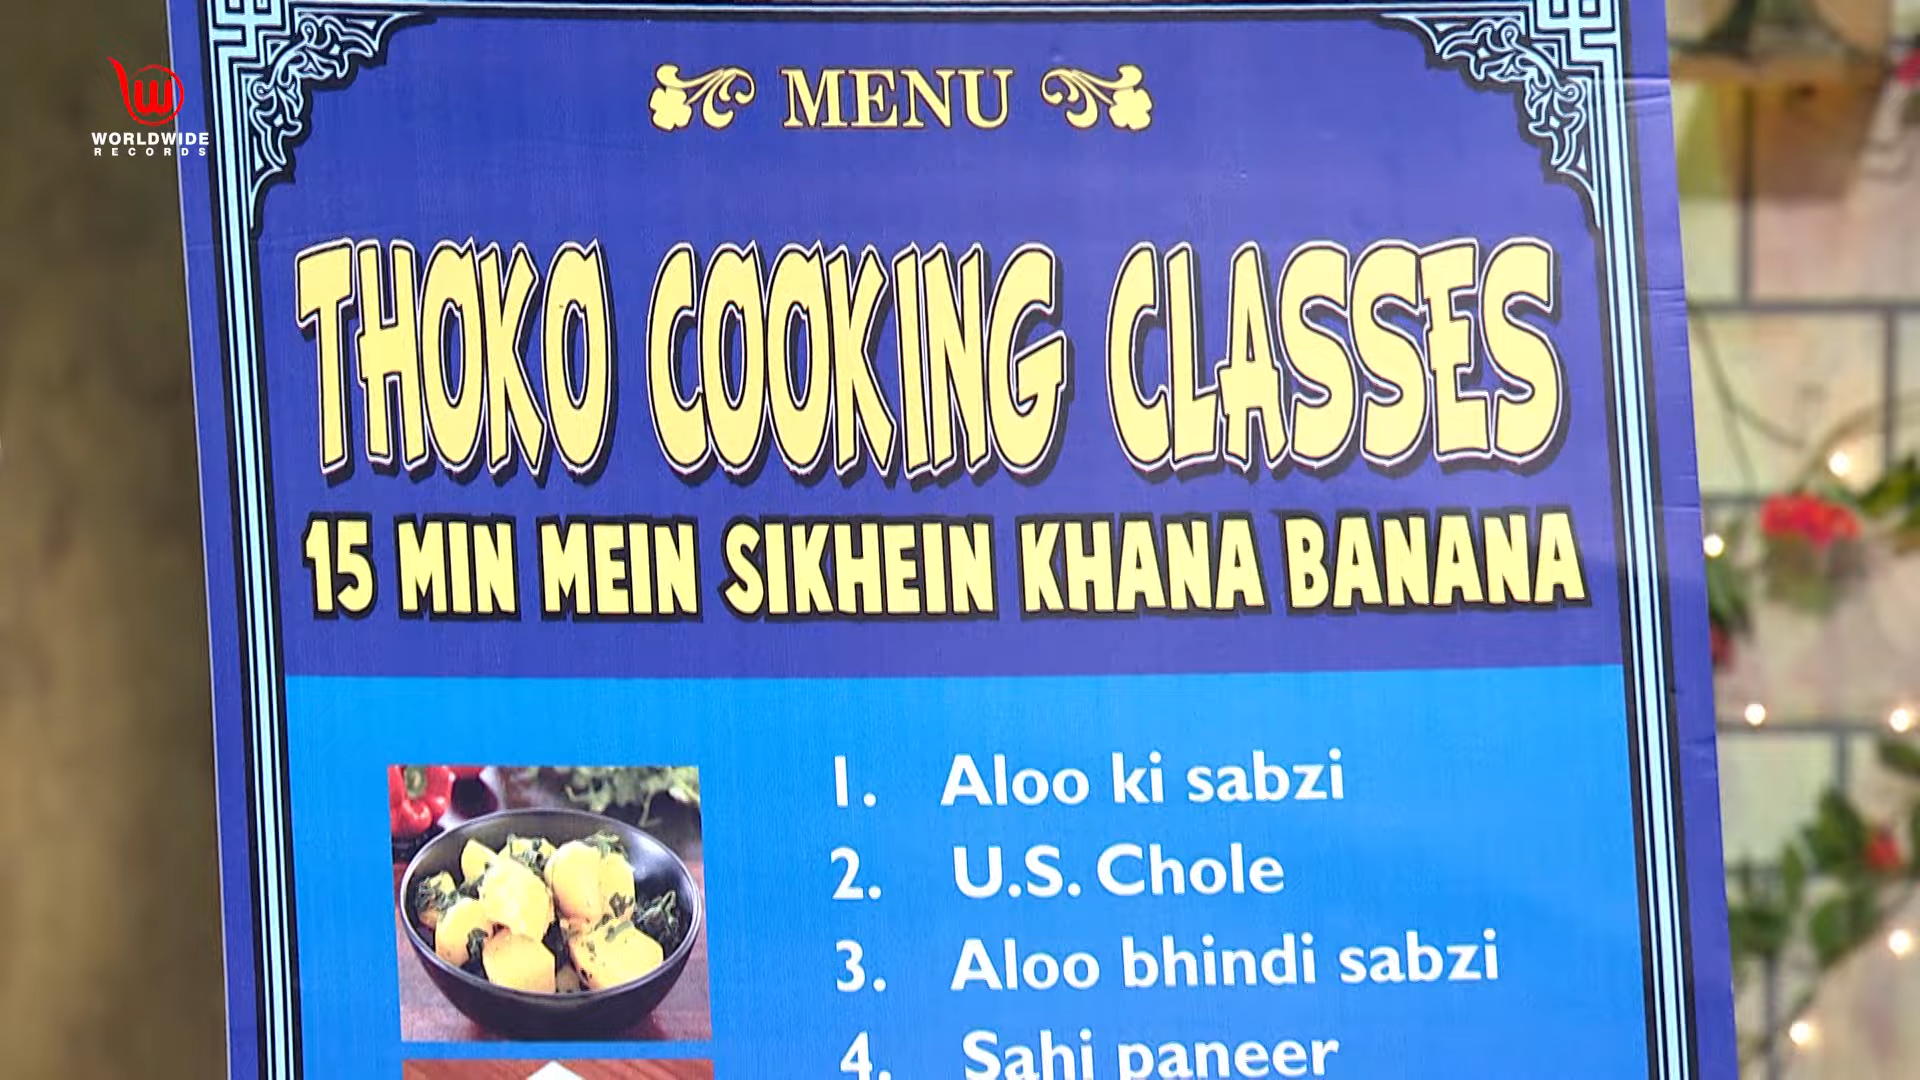 WORLDWIDE
RECORDS
MENU
THOKO COOKING CLASSES
15 MIN MEIN SIKHEIN KHANA BANANA
1. Aloo ki sabzi
2. U.S. Chole
3. Aloo bhindi sabzi
4. Sahi paneer